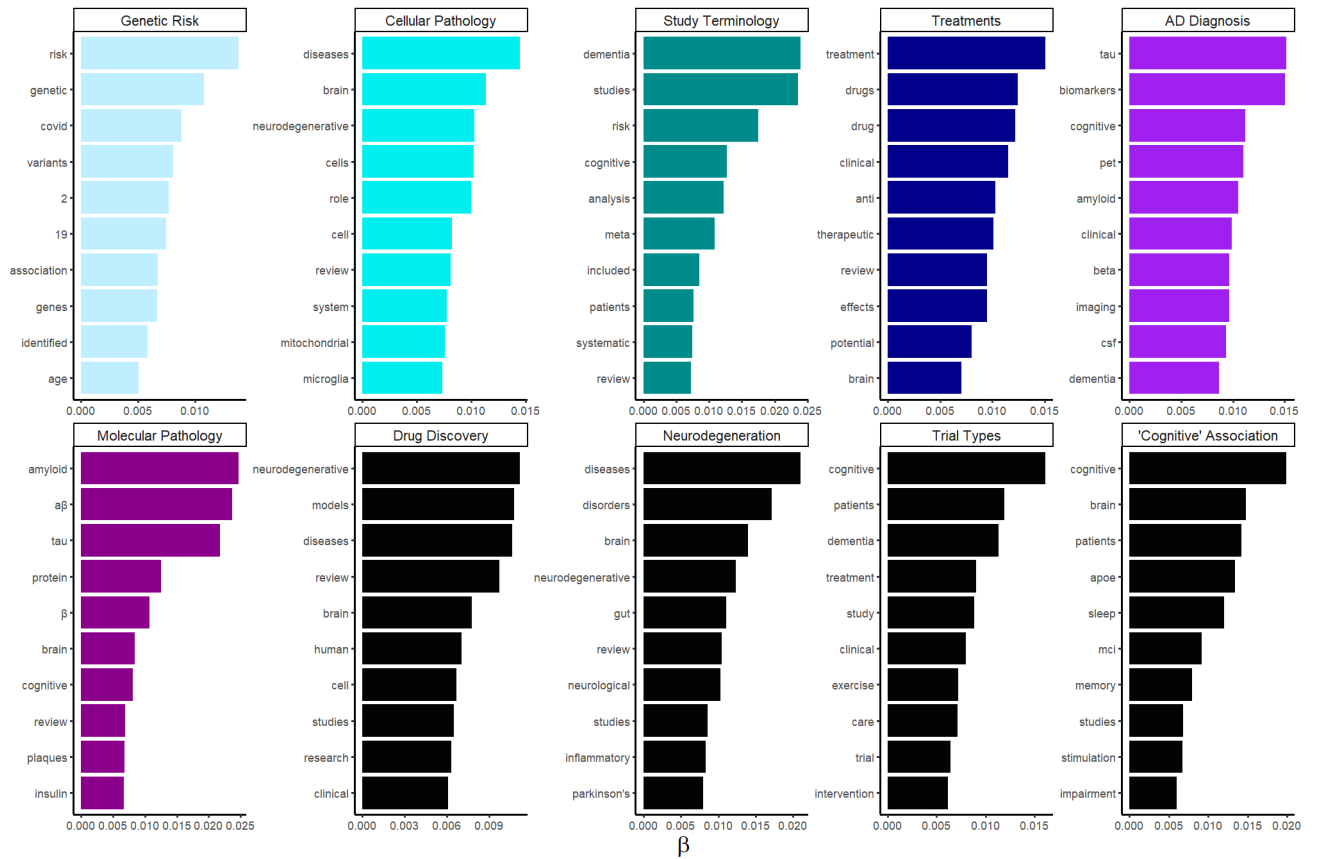 Genetic Risk
risk
genetic
covid
variants
2
19
association
genes
identified
age
0.000 0.005 0.010
Cellular Pathology
diseases
brain
neurodegenerative
cells
role
cell
review
system
mitochondrial
microglia
0.000 0.005 0.010 0.015
Study Terminology
dementia
studies
risk
cognitive
analysis
meta
included
patients
systematic
review
0.000 0.005 0.010 0.015 0.020 0.025
Treatments
treatment
drugs
drug
clinical
anti
therapeutic
review
effects
potential
brain
0.000 0.005 0.010 0.015
AD Diagnosis
tau
biomarkers
cognitive
pet
amyloid
clinical
beta
imaging
csf
dementia
0.000 0.005 0.010 0.015
Molecular Pathology
amyloid
aβ
tau
protein
β
brain
cognitive
review
plaques
insulin
0.000 0.005 0.010 0.015 0.020 0.025
Drug Discovery
neurodegenerative
models
diseases
review
brain
human
cell
studies
research
clinical
0.000 0.003 0.006 0.009
Neurodegeneration
diseases
disorders
brain
neurodegenerative
gut
review
neurological
studies
inflammatory
parkinson's
0.000 0.005 0.010 0.015 0.020
Trial Types
cognitive
patients
dementia
treatment
study
clinical
exercise
care
trial
intervention
0.000 0.005 0.010 0.015
'Cognitive' Association
cognitive
brain
patients
apoe
sleep
mci
memory
studies
stimulation
impairment
0.000 0.005 0.010 0.015 0.020
β